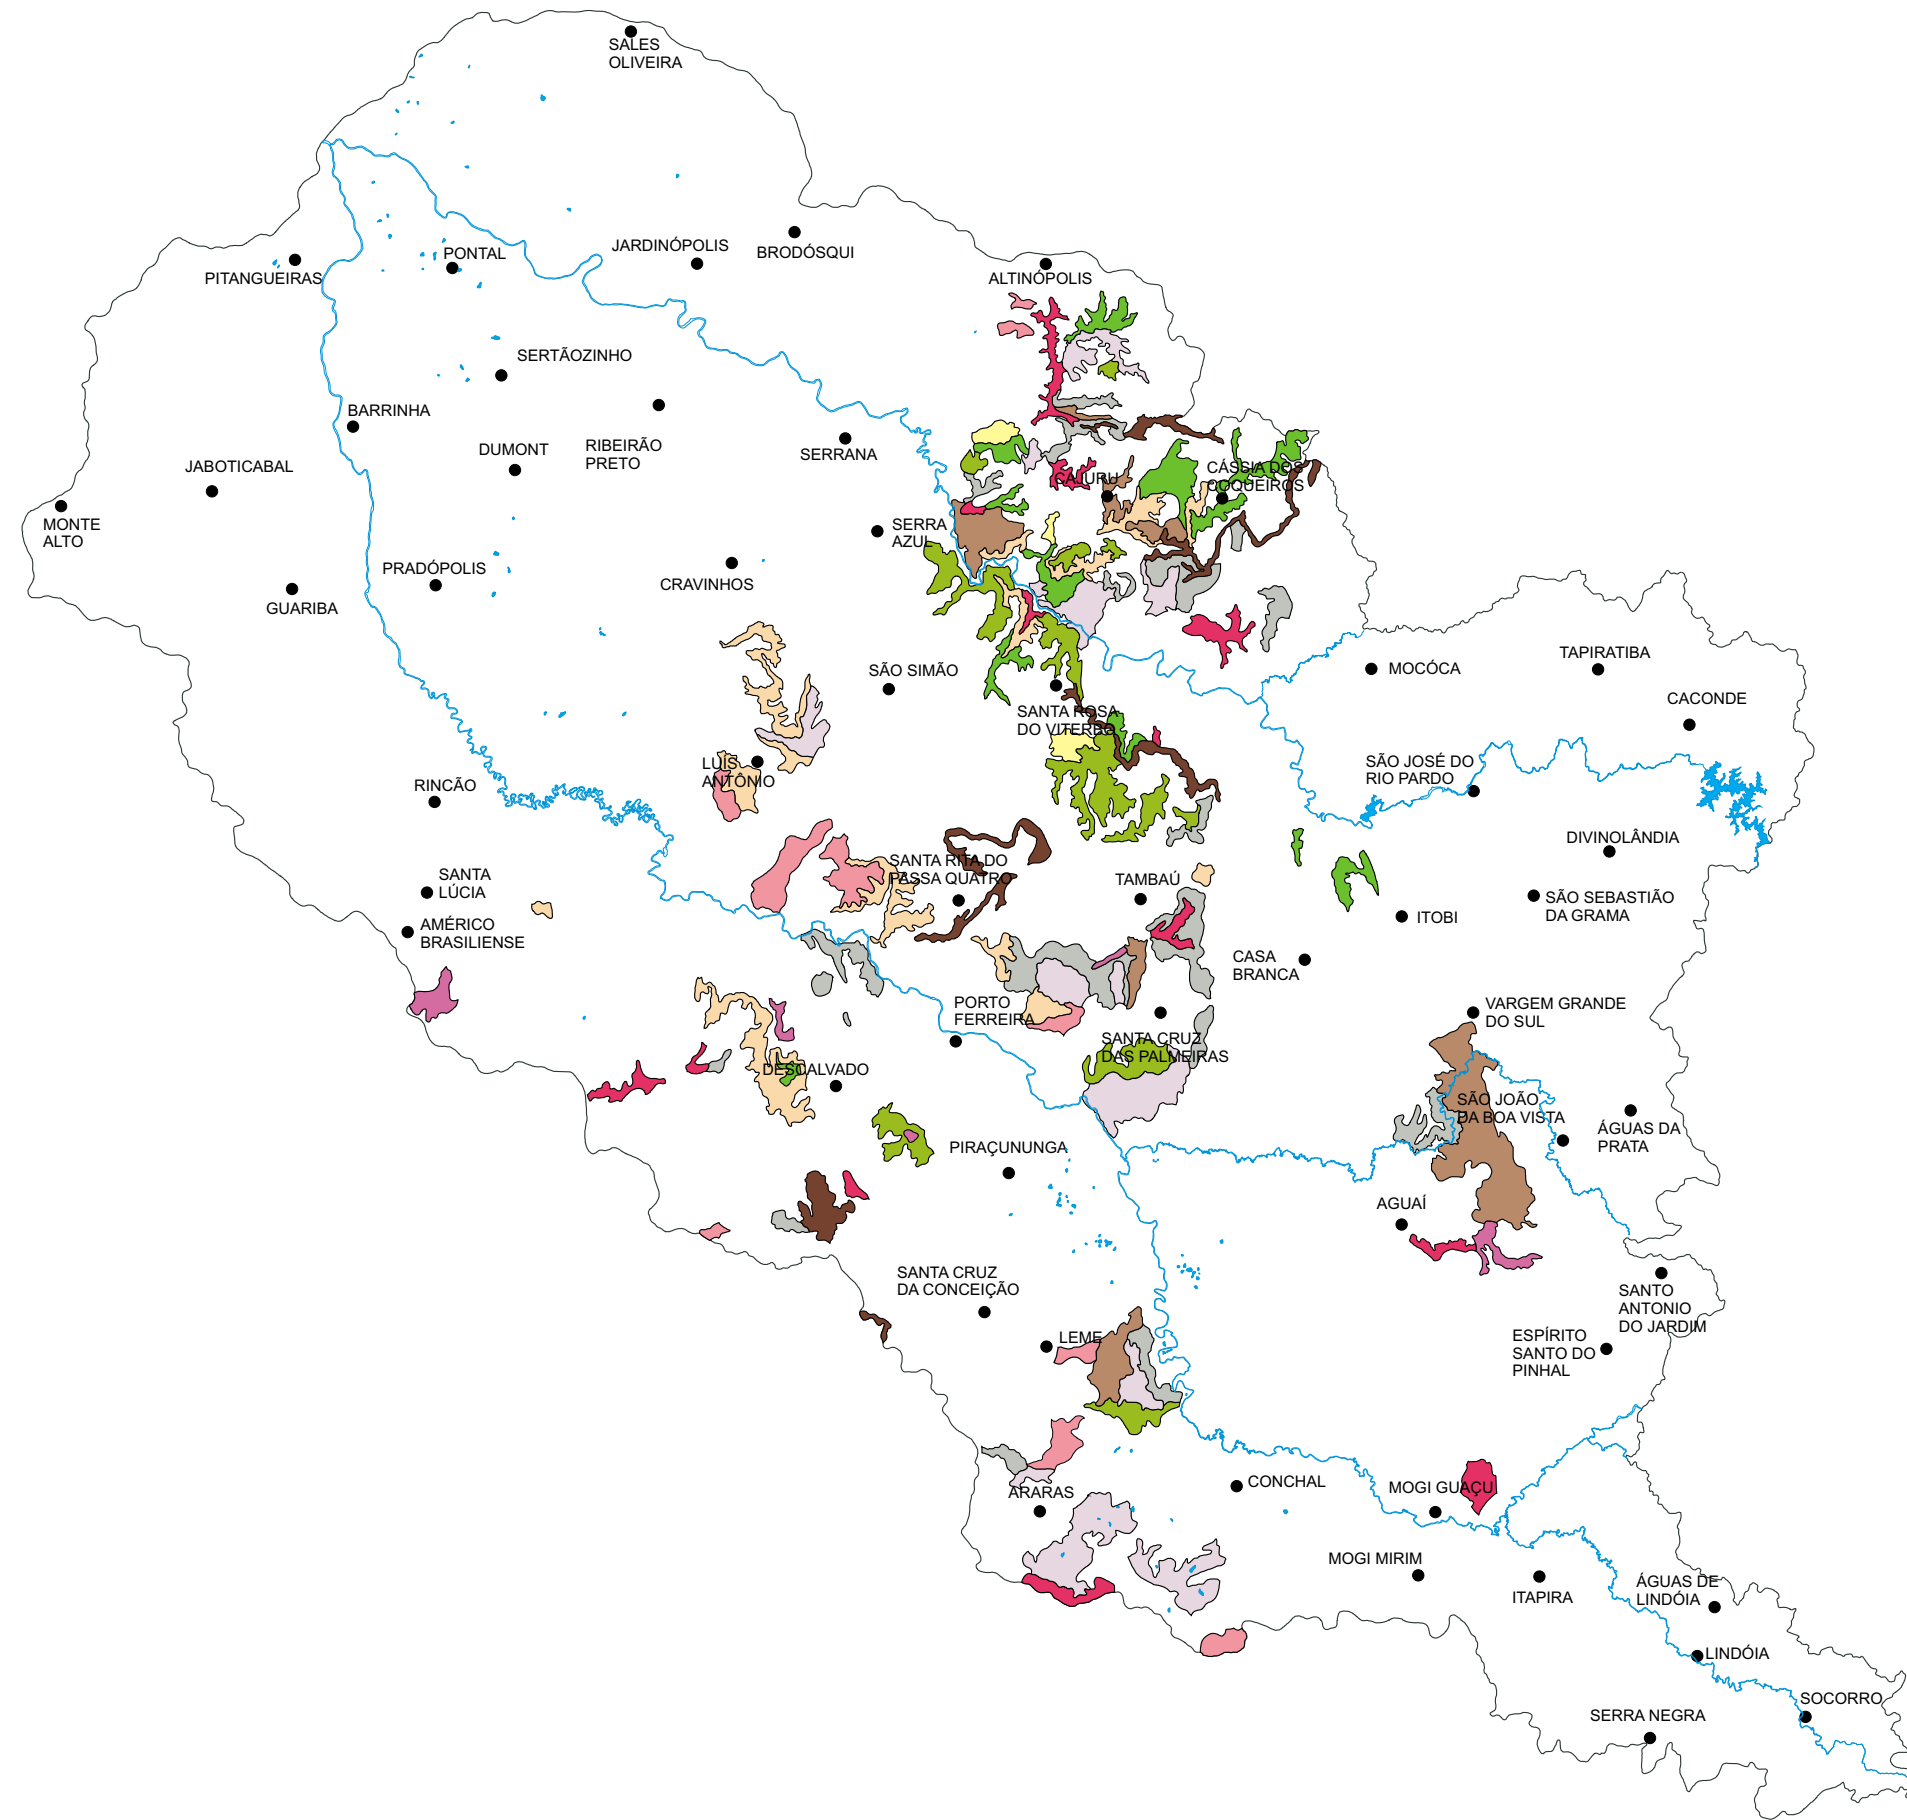 SALES
OLIVEIRA
JARDINÓPOLIS
BRODÓSQUI
PONTAL
PITANGUEIRAS
ALTINÓPOLIS
SERTÃOZINHO
BARRINHA
DUMONT
RIBEIRÃO
PRETO
SERRANA
JABOTICABAL
CAJURU
CÁSSIA DOS
COQUEIROS
MONTE
ALTO
SERRA
AZUL
PRADÓPOLIS
CRAVINHOS
GUARIBA
SÃO SIMÃO
MOCÓCA
TAPIRATIBA
CACONDE
SANTA ROSA
DO VITERBO
LUÍS
ANTÔNIO
SÃO JOSÉ DO
RIO PARDO
RINCÃO
DIVINOLÂNDIA
SANTA RITA DO
PASSA QUATRO
TAMBAÚ
SANTA
LÚCIA
SÃO SEBASTIÃO
DA GRAMA
ITOBI
AMÉRICO
BRASILIENSE
CASA
BRANCA
PORTO
FERREIRA
VARGEM GRANDE
DO SUL
SANTA CRUZ
DAS PALMEIRAS
DESCALVADO
SÃO JOÃO
DA BOA VISTA
ÁGUAS DA
PRATA
PIRAÇUNUNGA
AGUAÍ
SANTA CRUZ
DA CONCEIÇÃO
SANTO
ANTONIO
DO JARDIM
LEME
ESPÍRITO
SANTO DO
PINHAL
ARARAS
CONCHAL
MOGI GUAÇU
MOGI MIRIM
ITAPIRA
ÁGUAS DE
LINDÓIA
LINDÓIA
SOCORRO
SERRA NEGRA